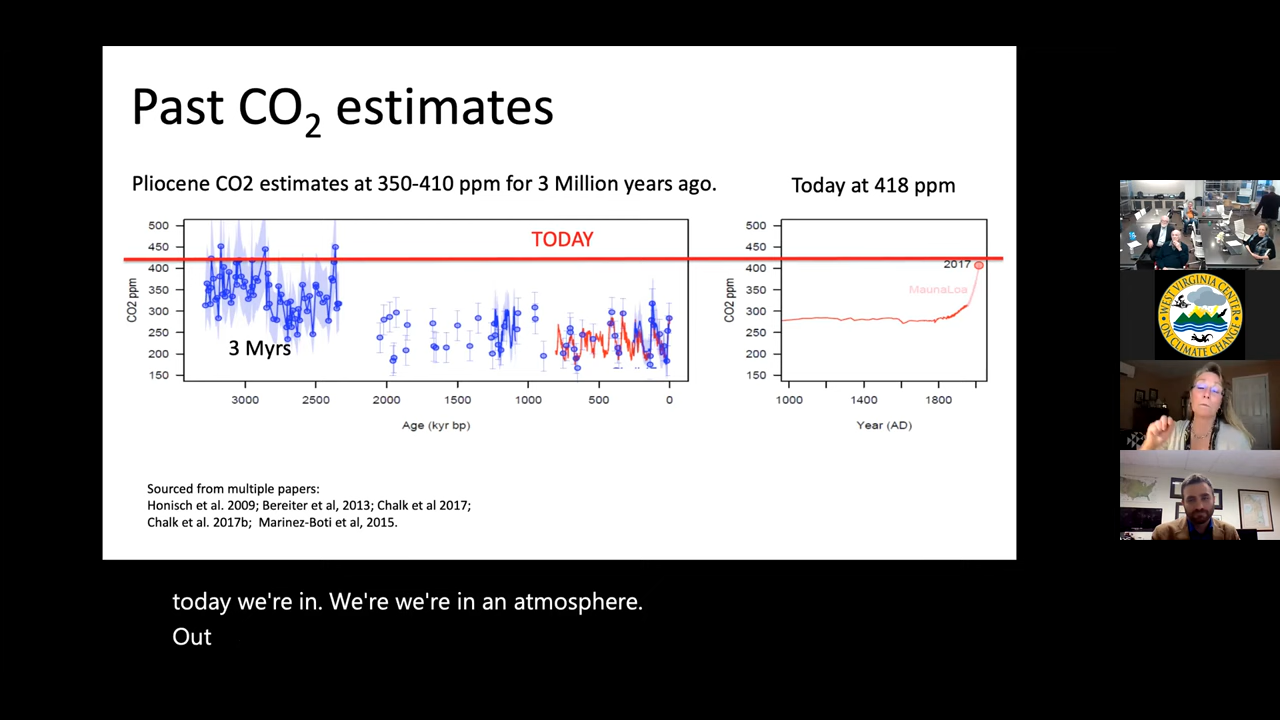 Past CO2 estimates
Pliocene CO2 estimates at 350-410 ppm for 3 Million years ago.
Today at 418 ppm
500
450
400
350
300
250
200
150
CO2 ppm
TODAY
3 Myrs
3000
2500
2000
1500
1000
500
0
Age (kyr bp)
500
450
400
350
300
250
200
150
CO2 ppm
2017
MaunaLoa
1000
1400
1800
Year (AD)
Sourced from multiple papers:
Honisch et al. 2009; Bereiter et al, 2013; Chalk et al 2017;
Chalk et al. 2017b; Marinez-Boti et al, 2015.
WEST VIRGINIA CENTER
ON CLIMATE CHANGE
today we're in. We're we're in an atmosphere.
Out